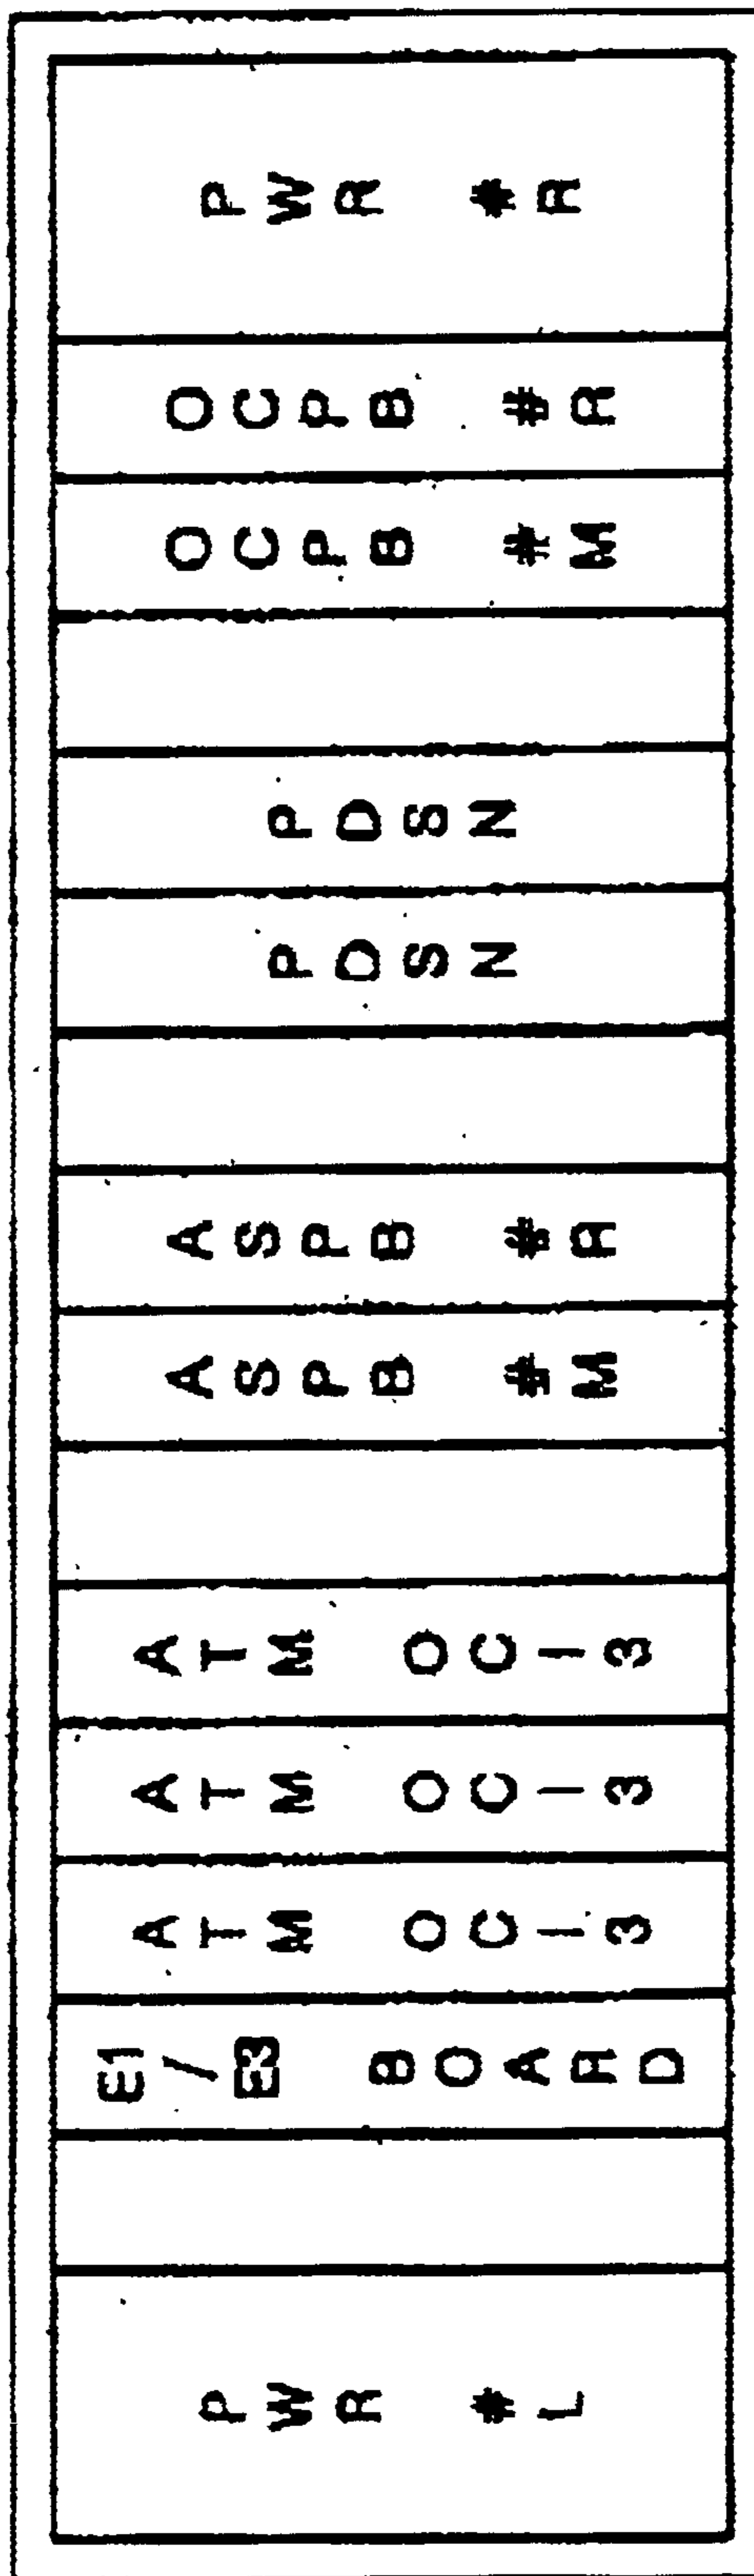 PWR #L
E1/E3 BOARD
ATM OC-3
ATM OC-3
ATM OC-3
ASPB #M
ASPB #R
PDSN
PDSN
OCPB #M
OCPB #R
PWR #R